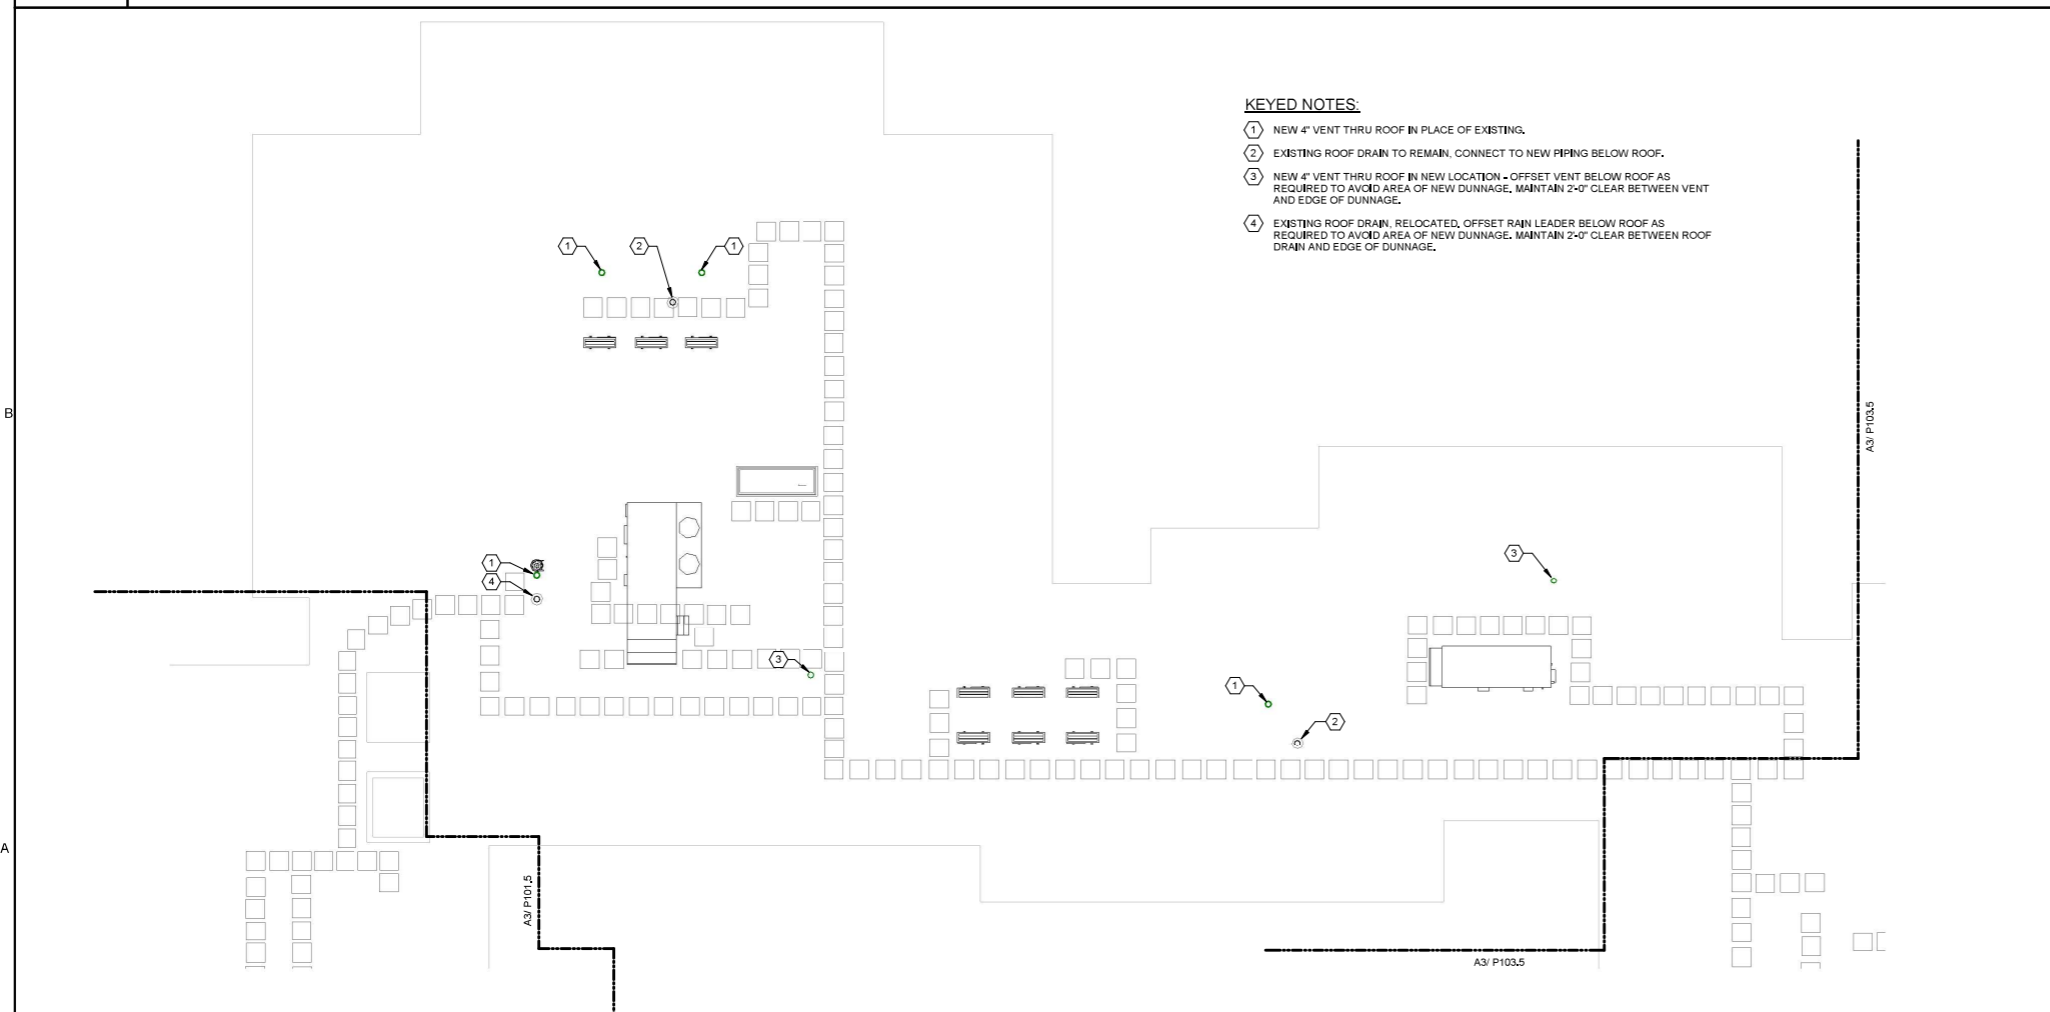 KEYED NOTES:
1 NEW 4" VENT THRU ROOF IN PLACE OF EXISTING.
2 EXISTING ROOF DRAIN TO REMAIN, CONNECT TO NEW PIPING BELOW ROOF.
3 NEW 4" VENT THRU ROOF IN NEW LOCATION - OFFSET VENT BELOW ROOF AS
REQUIRED TO AVOID AREA OF NEW DUNNAGE. MAINTAIN 2'-0" CLEAR BETWEEN VENT
AND EDGE OF DUNNAGE.
4 EXISTING ROOF DRAIN, RELOCATED, OFFSET RAIN LEADER BELOW ROOF AS
REQUIRED TO AVOID AREA OF NEW DUNNAGE. MAINTAIN 2'-0" CLEAR BETWEEN ROOF
DRAIN AND EDGE OF DUNNAGE.
1
2
1
B
A3/ P103.5
1
4
3
3
1
2
A
A3/ P101.5
A3/ P103.5